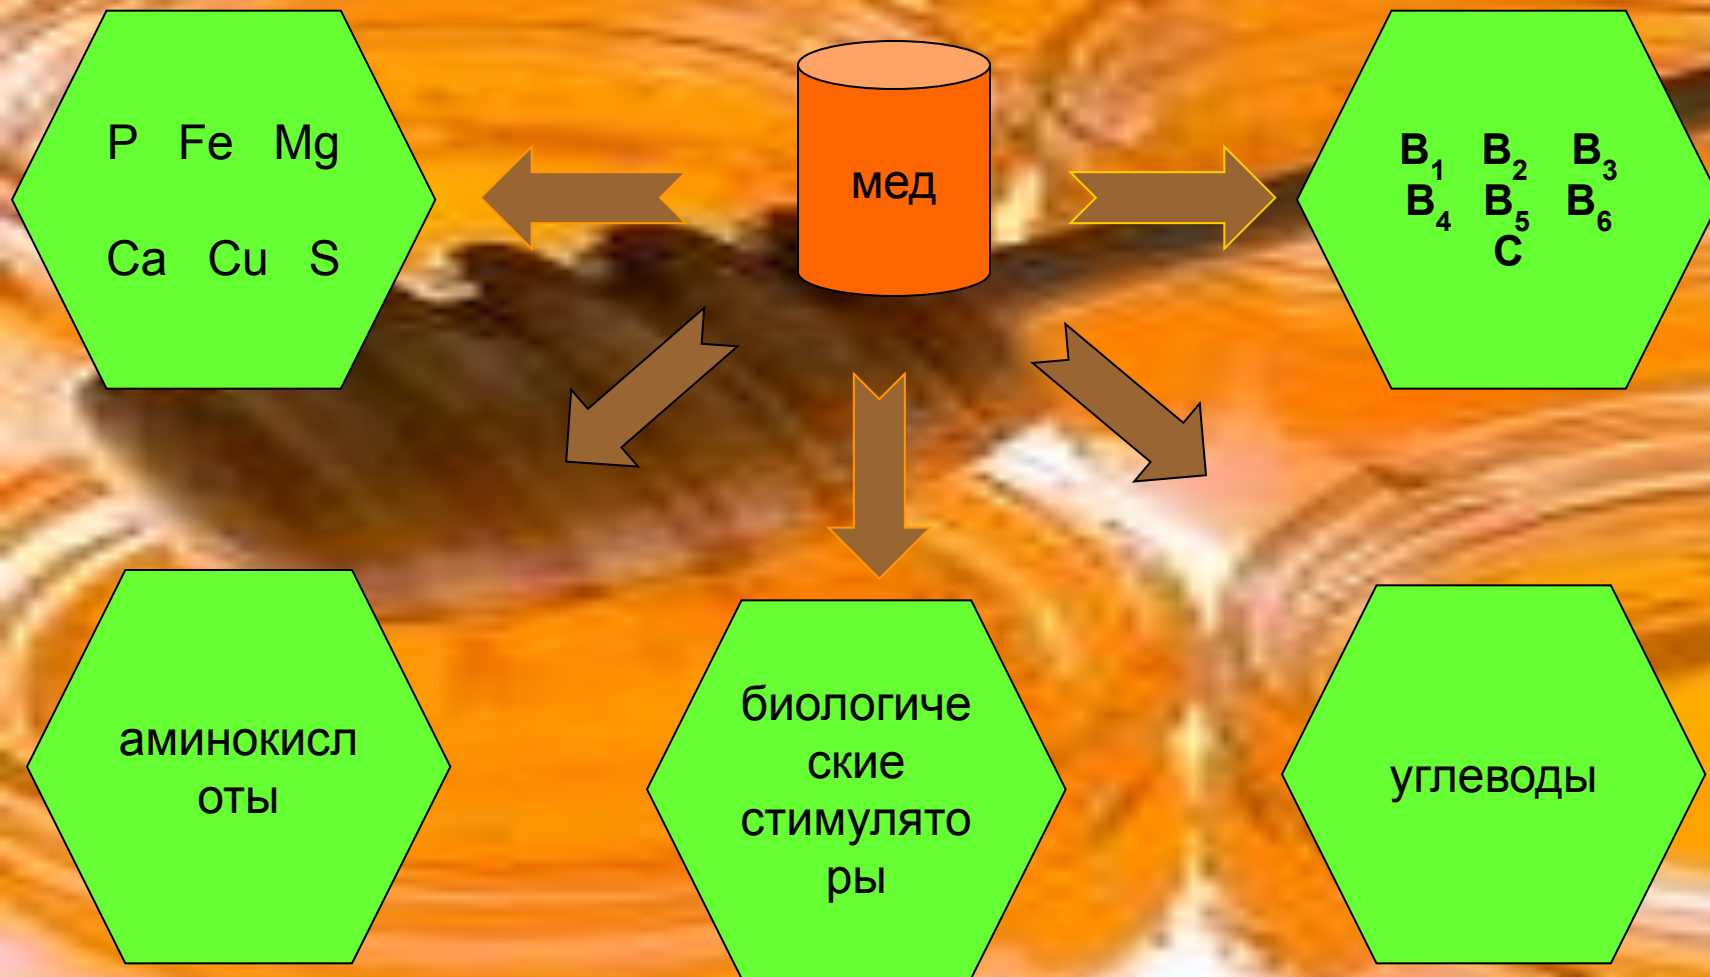 P Fe Mg
Ca Cu S
мед
B₁ B₂ B₃
B₄ B₅ B₆
C
аминокисл
оты
биологиче
ские
стимулято
ры
углеводы